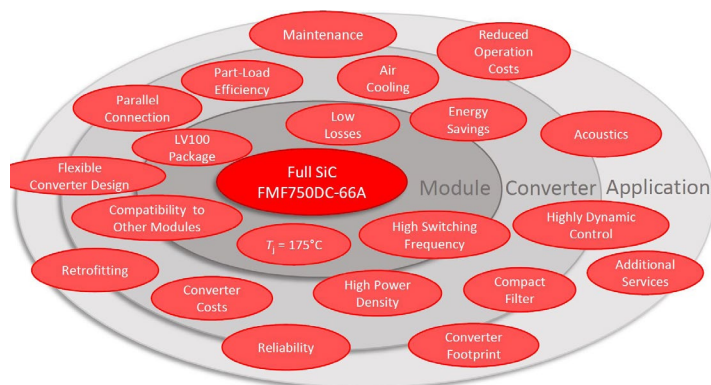 Maintenance
Reduced
Operation
Costs
Part-Load
Efficiency
Air
Cooling
Parallel
Connection
Low
Losses
Energy
Savings
Acoustics
LV100
Package
Flexible
Converter Design
Full SiC
FMF750DC-66A
Module
Converter
Application
Compatibility to
Other Modules
Tj = 175°C
High Switching
Frequency
Highly Dynamic
Control
Retrofitting
Converter
Costs
High Power
Density
Compact
Filter
Additional
Services
Reliability
Converter
Footprint